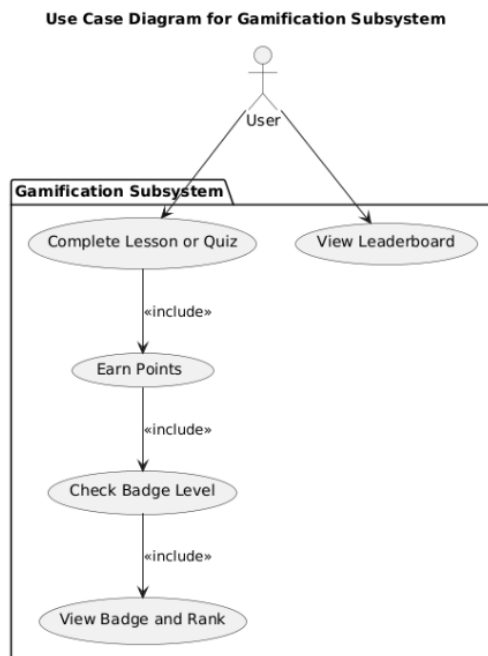 Use Case Diagram for Gamification Subsystem
User
Gamification Subsystem
Complete Lesson or Quiz
View Leaderboard
«include»
Earn Points
«include»
Check Badge Level
«include»
View Badge and Rank